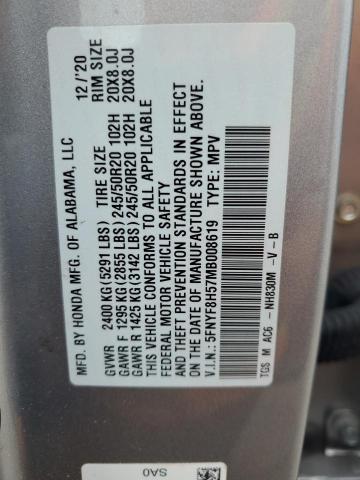 MFD. BY HONDA MFG. OF ALABAMA, LLC 12/'20
TIRE SIZE RIM SIZE
GVWR 2400 KG (5291 LBS)
GAWR F 1295 KG (2855 LBS) 245/50R20 102H 20X8.0J
GAWR R 1425 KG (3142 LBS) 245/50R20 102H 20X8.0J
THIS VEHICLE CONFORMS TO ALL APPLICABLE
FEDERAL MOTOR VEHICLE SAFETY
AND THEFT PREVENTION STANDARDS IN EFFECT
ON THE DATE OF MANUFACTURE SHOWN ABOVE.
V.I.N.: 5FNYF8H57MB008619 TYPE: MPV
TGS M AC6 -NH830M -V -B
SA0